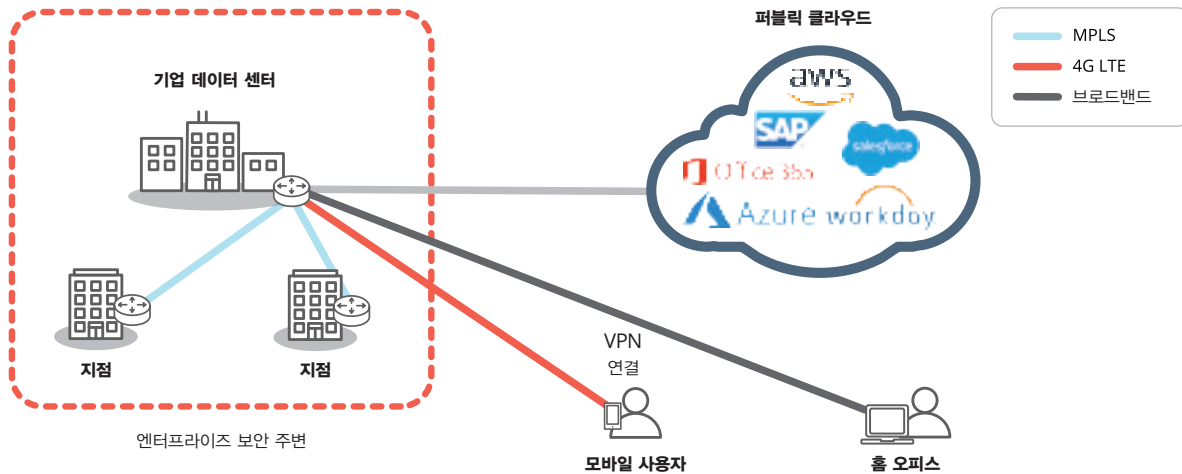 퍼블릭 클라우드
MPLS
4G LTE
브로드밴드
기업 데이터 센터
aws
SAP
salesforce
Office 365
Azure
workday
지점
지점
VPN
연결
엔터프라이즈 보안 주변
모바일 사용자
홈 오피스